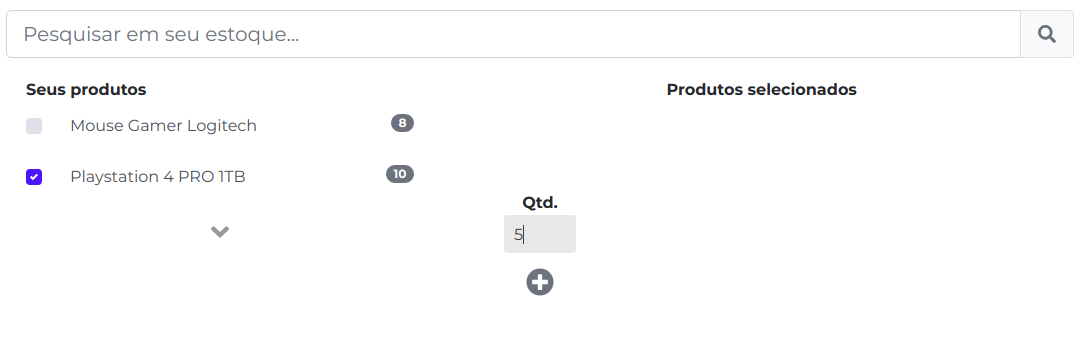 Pesquisar em seu estoque...
Seus produtos
Produtos selecionados
Mouse Gamer Logitech 8
Playstation 4 PRO 1TB 10
Qtd.
5